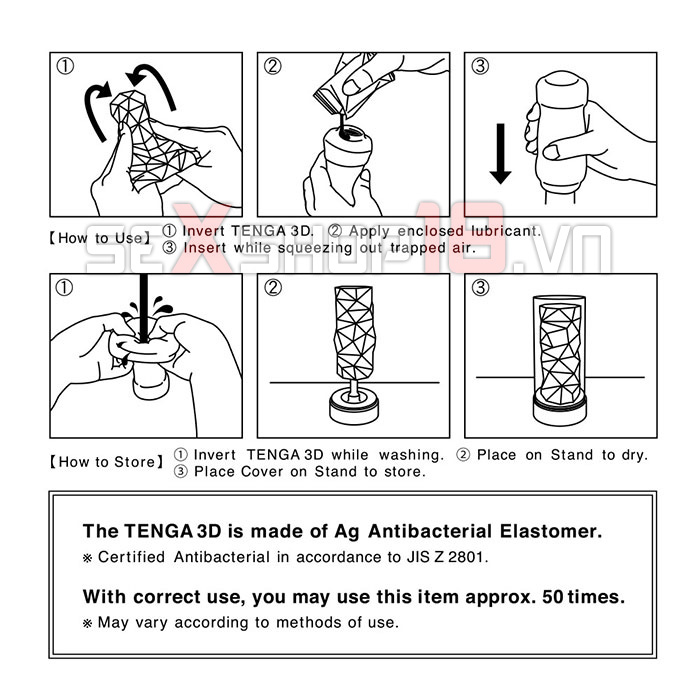 ① ② ③
【How to Use】 ① Invert TENGA 3D. ② Apply enclosed lubricant.
③ Insert while squeezing out trapped air.
seXshop18.vn
① ② ③
【How to Store】 ① Invert TENGA 3D while washing. ② Place on Stand to dry.
③ Place Cover on Stand to store.
The TENGA 3D is made of Ag Antibacterial Elastomer.
※ Certified Antibacterial in accordance to JIS Z 2801.
With correct use, you may use this item approx. 50 times.
※ May vary according to methods of use.